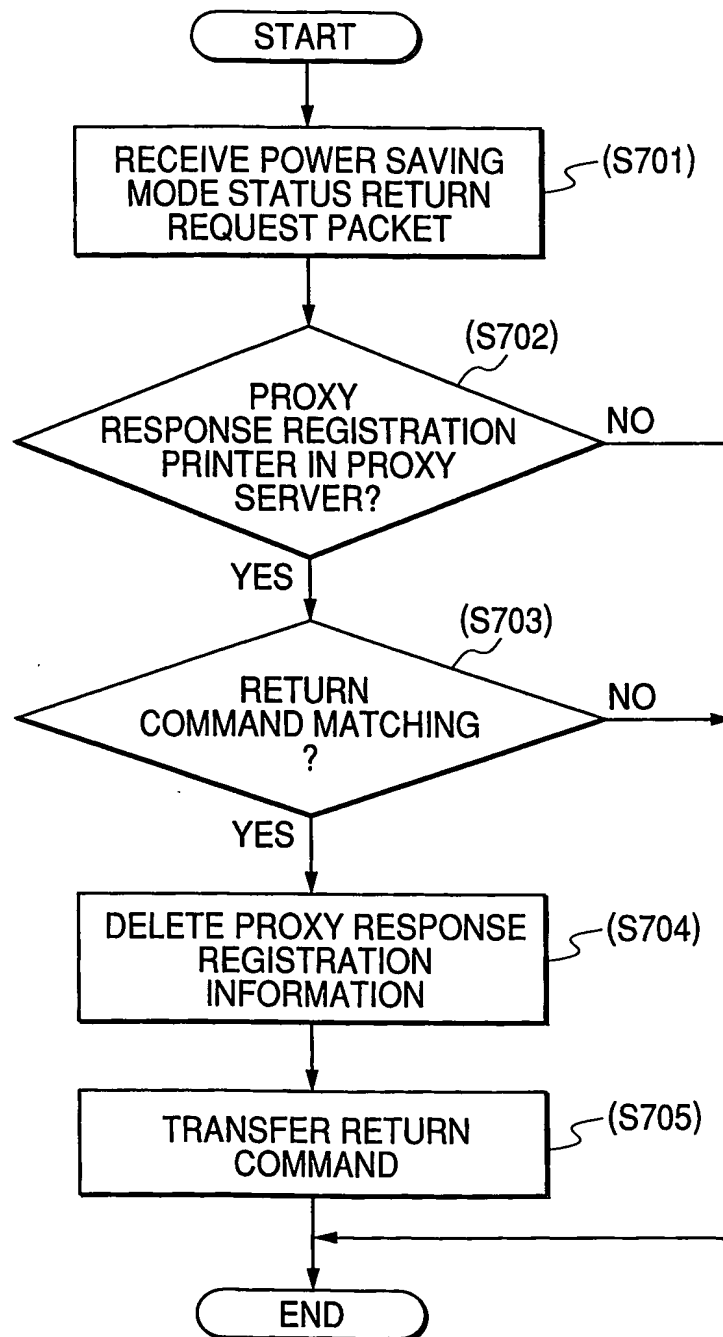 START
RECEIVE POWER SAVING
MODE STATUS RETURN
REQUEST PACKET
(S701)
(S702)
PROXY
RESPONSE REGISTRATION
PRINTER IN PROXY
SERVER?
NO
YES
(S703)
RETURN
COMMAND MATCHING
?
NO
YES
DELETE PROXY RESPONSE
REGISTRATION
INFORMATION
(S704)
TRANSFER RETURN
COMMAND
(S705)
END